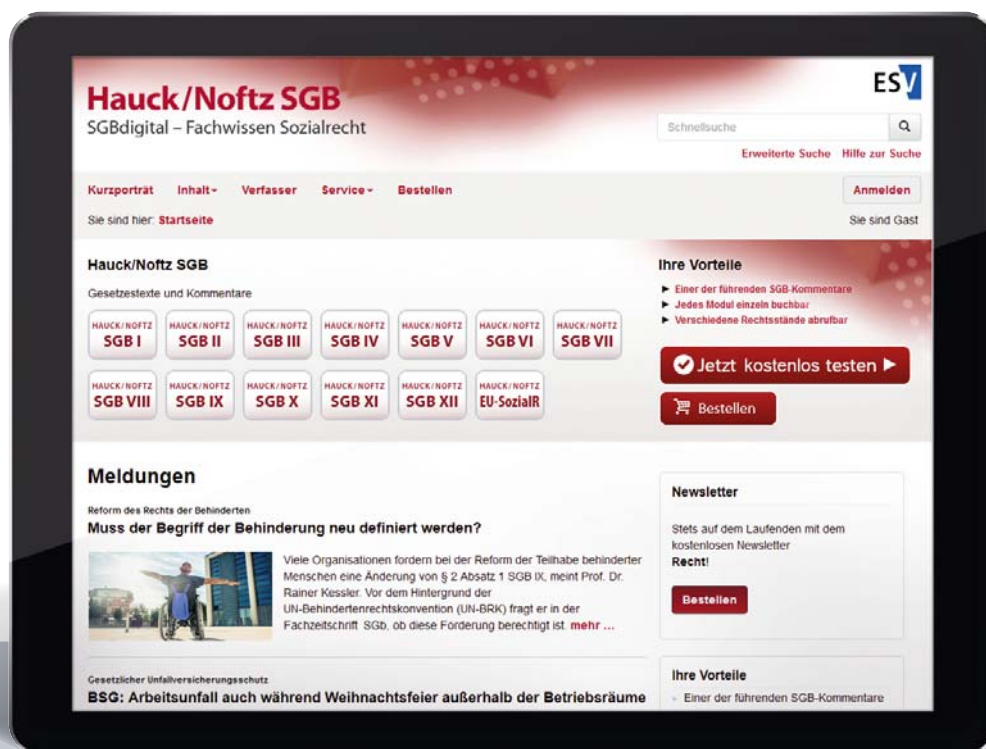 Hauck/Noftz SGB
SGBdigital – Fachwissen Sozialrecht
ESV
Schnellsuche
Erweiterte Suche Hilfe zur Suche
Kurzporträt Inhalt Verfasser Service Bestellen
Anmelden
Sie sind hier: Startseite
Sie sind Gast
Hauck/Noftz SGB
Gesetzestexte und Kommentare
HAUCK/NOFTZ
SGB I
HAUCK/NOFTZ
SGB II
HAUCK/NOFTZ
SGB III
HAUCK/NOFTZ
SGB IV
HAUCK/NOFTZ
SGB V
HAUCK/NOFTZ
SGB VI
HAUCK/NOFTZ
SGB VII
HAUCK/NOFTZ
SGB VIII
HAUCK/NOFTZ
SGB IX
HAUCK/NOFTZ
SGB X
HAUCK/NOFTZ
SGB XI
HAUCK/NOFTZ
SGB XII
HAUCK/NOFTZ
EU-SozialR
Ihre Vorteile
Einer der führenden SGB-Kommentare
Jedes Modul einzeln buchbar
Verschiedene Rechtsstände abrufbar
Jetzt kostenlos testen
Bestellen
Meldungen
Reform des Rechts der Behinderten
Muss der Begriff der Behinderung neu definiert werden?
Viele Organisationen fordern bei der Reform der Teilhabe behinderter
Menschen eine Änderung von § 2 Absatz 1 SGB IX, meint Prof. Dr.
Rainer Kessler. Vor dem Hintergrund der
UN-Behindertenrechtskonvention (UN-BRK) fragt er in der
Fachzeitschrift SGb, ob diese Forderung berechtigt ist. mehr …
Gesetzlicher Unfallversicherungsschutz
BSG: Arbeitsunfall auch während Weihnachtsfeier außerhalb der Betriebsräume
Newsletter
Stets auf dem Laufenden mit dem
kostenlosen Newsletter
Recht!
Bestellen
Ihre Vorteile
Einer der führenden SGB-Kommentare